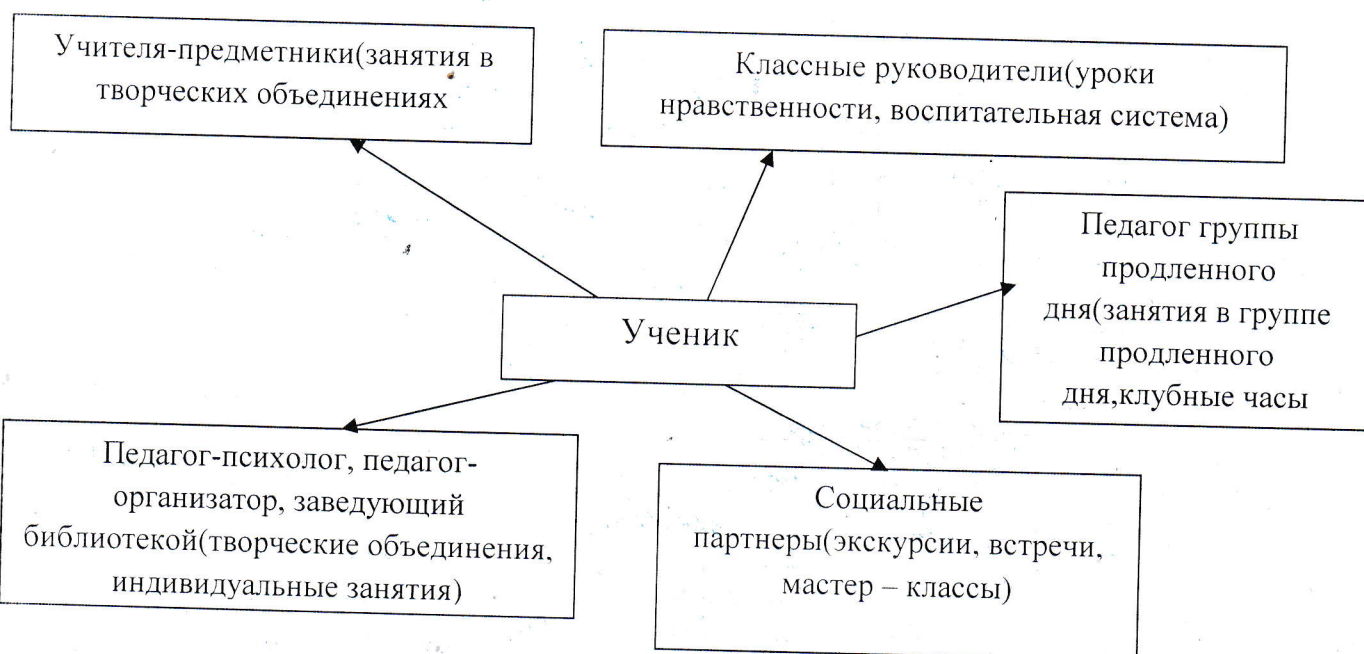 Учителя-предметники(занятия в
творческих объединениях
Классные руководители(уроки
нравственности, воспитательная система)
Педагог группы
продленного
дня(занятия в группе
продленного
дня,клубные часы
Ученик
Педагог-психолог, педагог-
организатор, заведующий
библиотекой(творческие объединения,
индивидуальные занятия)
Социальные
партнеры(экскурсии, встречи,
мастер – классы)